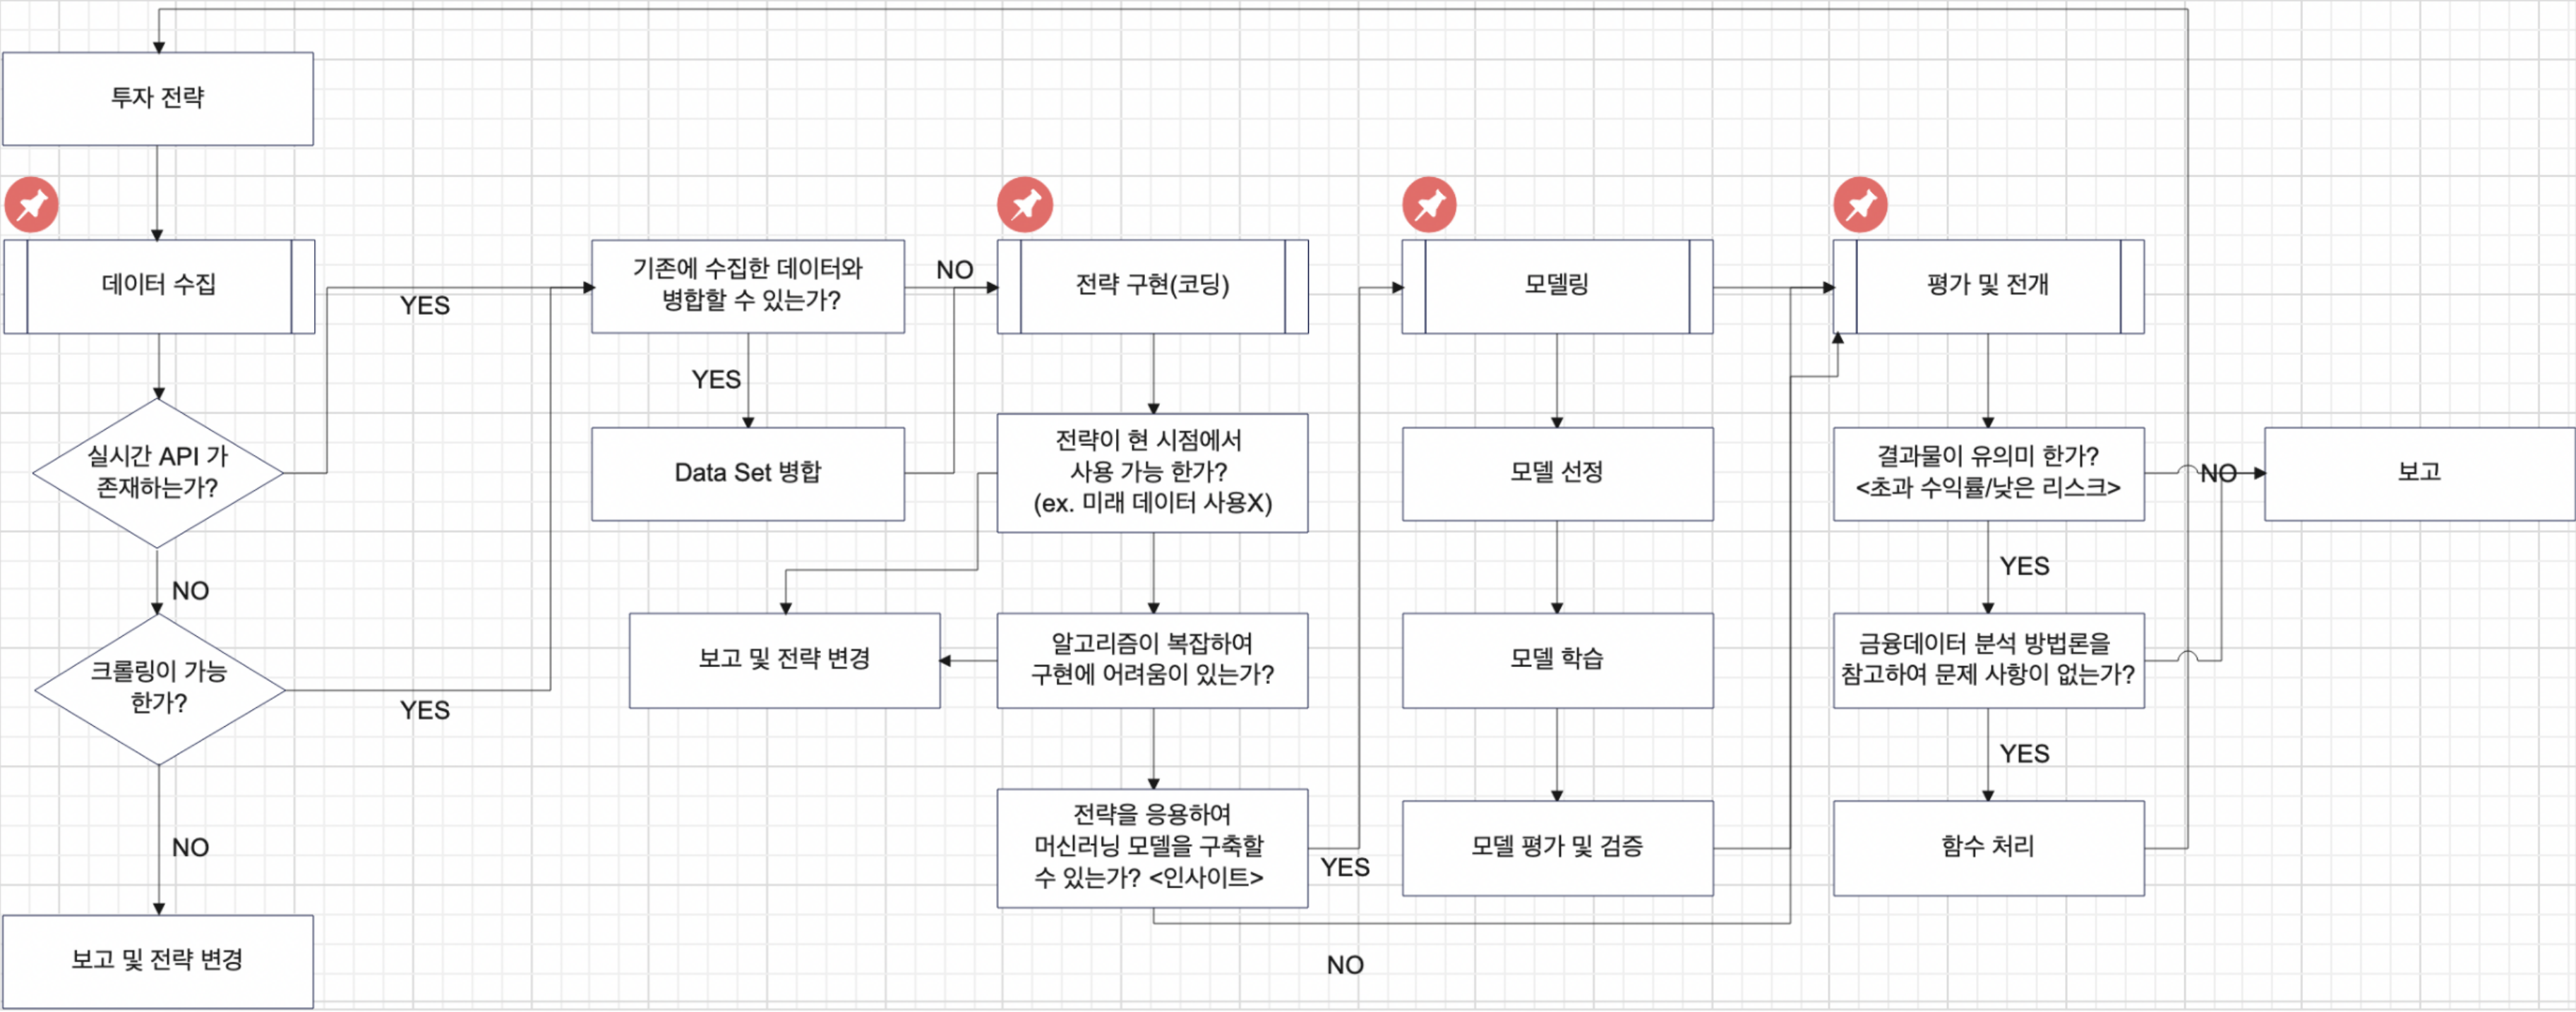 투자 전략
데이터 수집
실시간 API 가
존재하는가?
YES
NO
크롤링이 가능
한가?
YES
NO
보고 및 전략 변경
기존에 수집한 데이터와
병합할 수 있는가?
NO
YES
Data Set 병합
보고 및 전략 변경
전략 구현(코딩)
전략이 현 시점에서
사용 가능 한가?
(ex. 미래 데이터 사용X)
알고리즘이 복잡하여
구현에 어려움이 있는가?
전략을 응용하여
머신러닝 모델을 구축할
수 있는가? <인사이트>
YES
NO
모델링
모델 선정
모델 학습
모델 평가 및 검증
평가 및 전개
결과물이 유의미 한가?
<초과 수익률/낮은 리스크>
NO
YES
금융데이터 분석 방법론을
참고하여 문제 사항이 없는가?
YES
함수 처리
보고